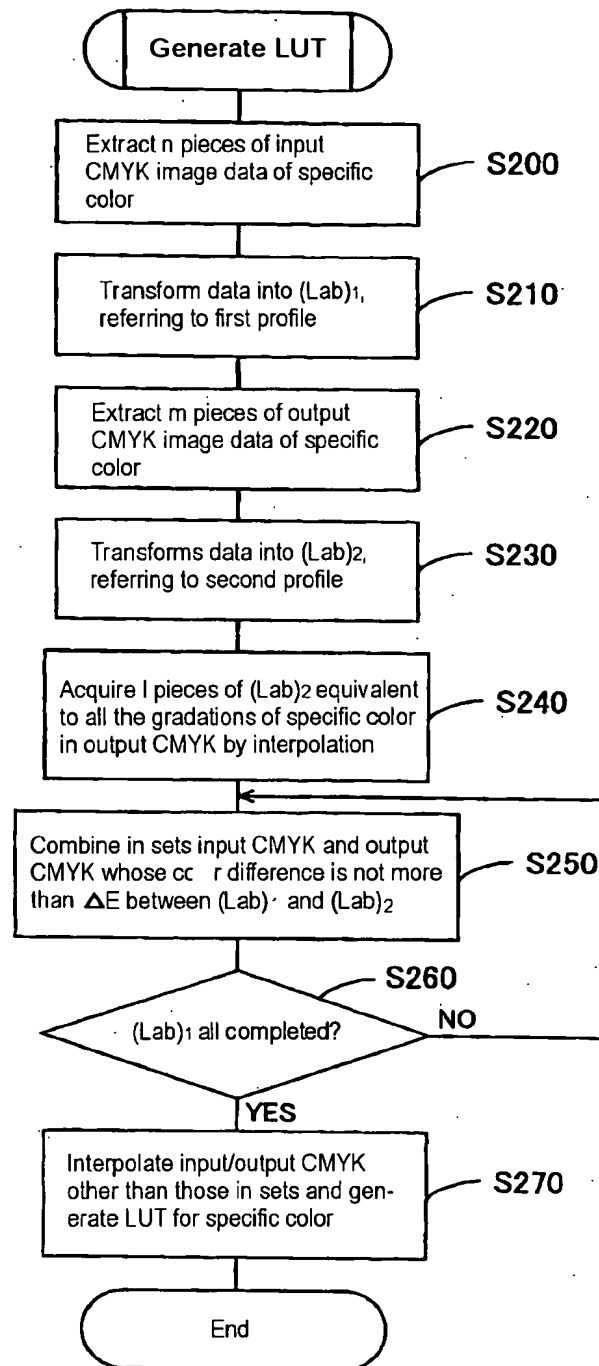 Generate LUT
Extract n pieces of input
CMYK image data of specific
color
S200
Transform data into (Lab)1,
referring to first profile
S210
Extract m pieces of output
CMYK image data of specific
color
S220
Transforms data into (Lab)2,
referring to second profile
S230
Acquire l pieces of (Lab)2 equivalent
to all the gradations of specific color
in output CMYK by interpolation
S240
Combine in sets input CMYK and output
CMYK whose difference is not more
than ΔE between (Lab) and (Lab)2
S250
S260
(Lab)1 all completed?
NO
YES
Interpolate input/output CMYK
other than those in sets and gen-
erate LUT for specific color
S270
End